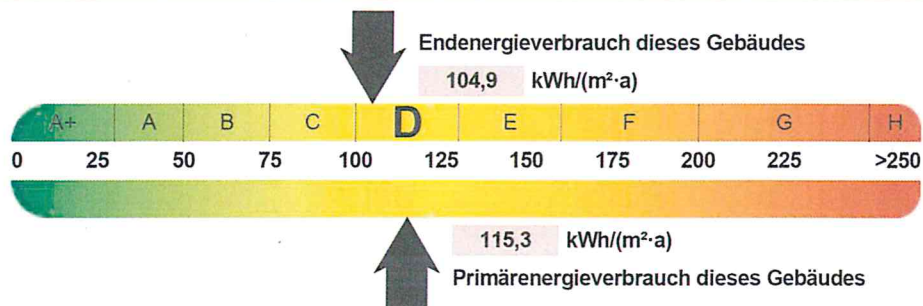 Endenergieverbrauch dieses Gebäudes
104,9 kWh/(m²·a)
A+ A B C D E F G H
0 25 50 75 100 125 150 175 200 225 >250
115,3 kWh/(m²·a)
Primärenergieverbrauch dieses Gebäudes